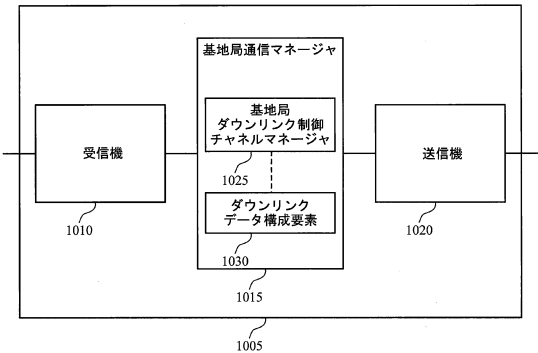 基地局通信マネージャ
基地局
ダウンリンク制御
チャネルマネージャ
受信機
送信機
1025
ダウンリンク
データ構成要素
1010
1020
1030
1015
1005